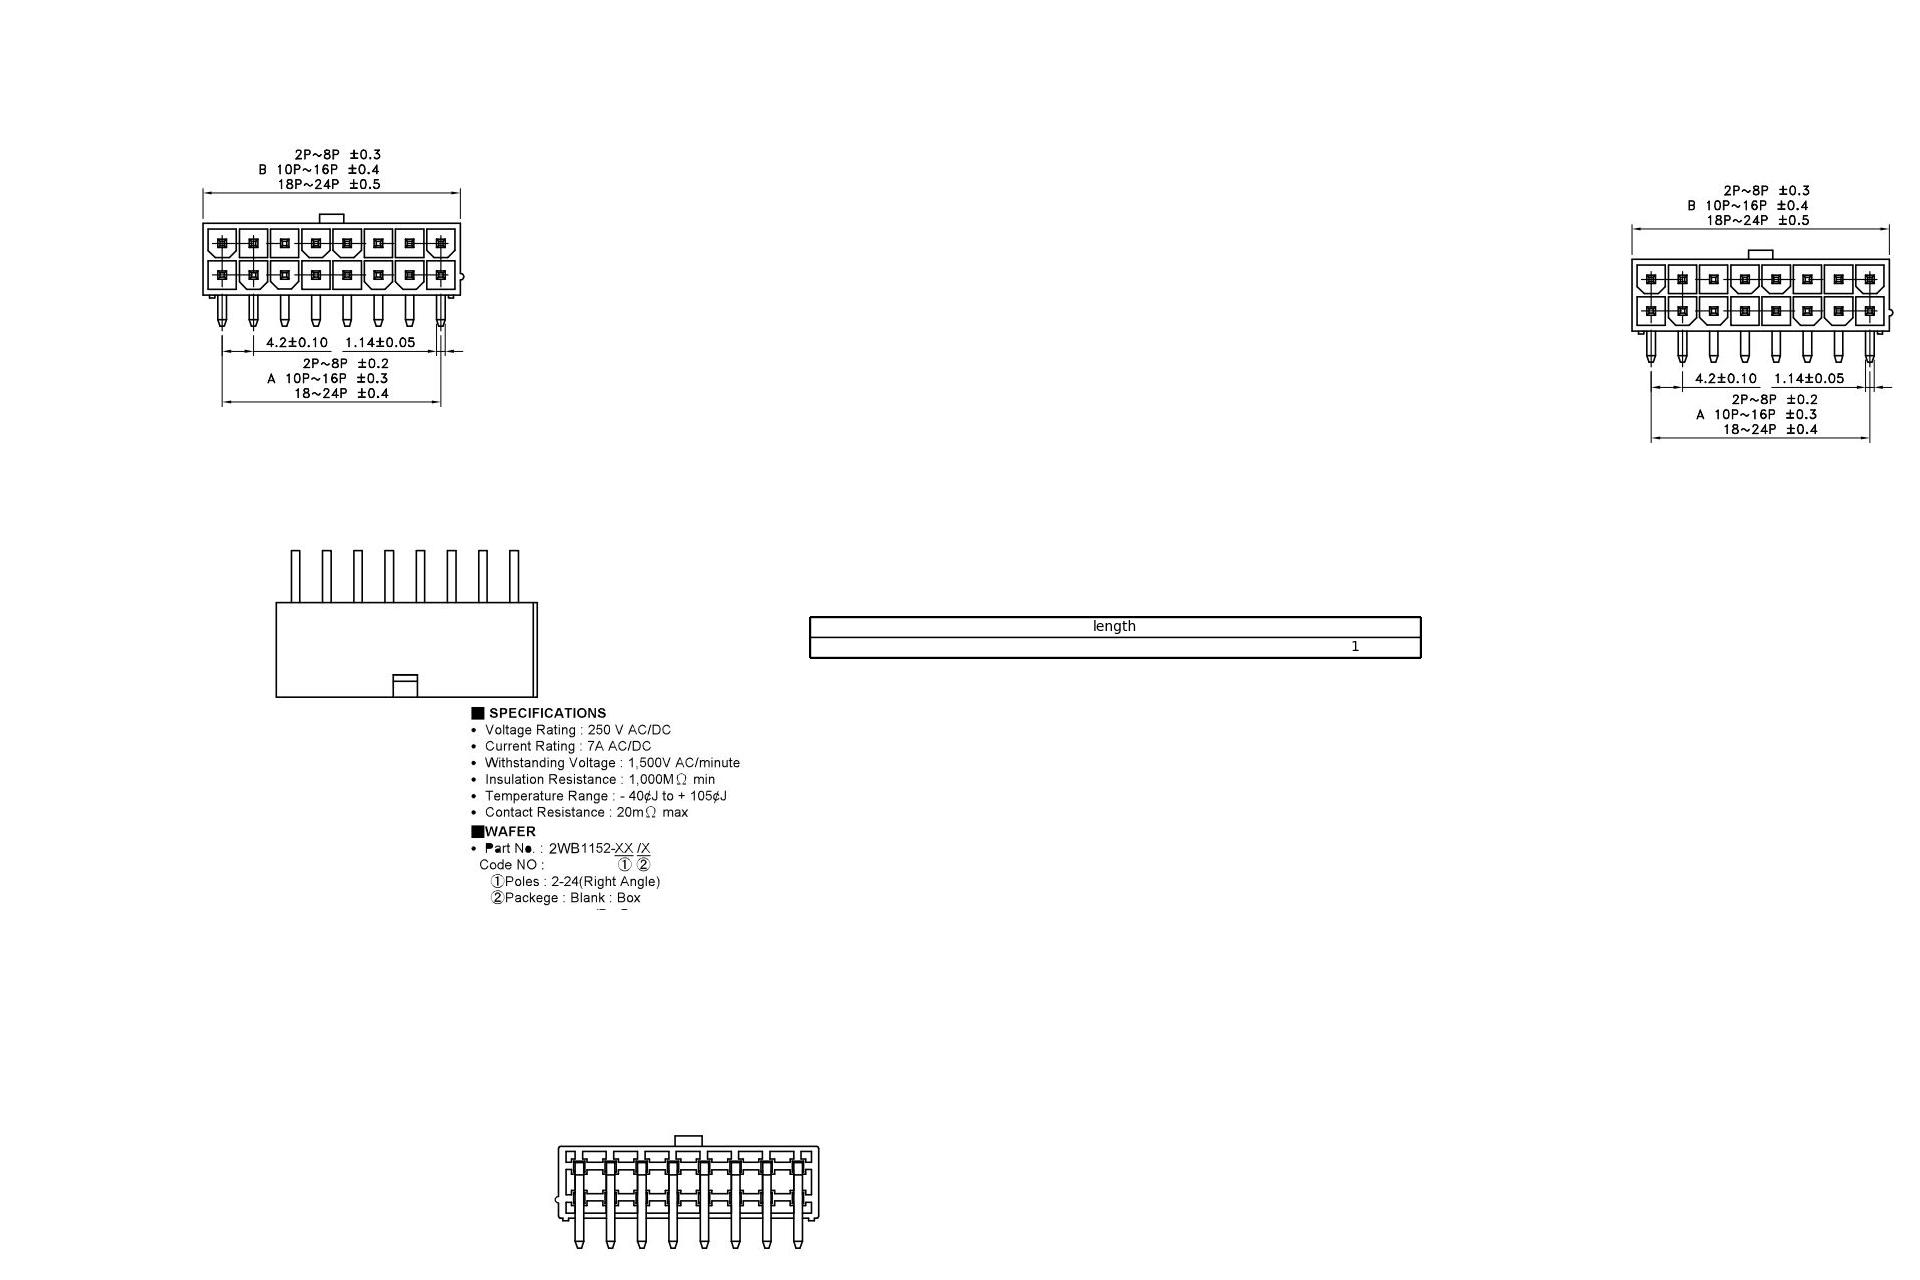 2P~8P ±0.3
B 10P~16P ±0.4
18P~24P ±0.5
4.2±0.10 1.14±0.05
2P~8P ±0.2
A 10P~16P ±0.3
18~24P ±0.4
2P~8P ±0.3
B 10P~16P ±0.4
18P~24P ±0.5
4.2±0.10 1.14±0.05
2P~8P ±0.2
A 10P~16P ±0.3
18~24P ±0.4
length
1
■ SPECIFICATIONS
• Voltage Rating : 250 V AC/DC
• Current Rating : 7A AC/DC
• Withstanding Voltage : 1,500V AC/minute
• Insulation Resistance : 1,000MΩ min
• Temperature Range : - 40¢J to + 105¢J
• Contact Resistance : 20mΩ max
■WAFER
• Part No. : 2WB1152-XX /X
Code NO : ① ②
①Poles : 2-24(Right Angle)
②Packege : Blank : Box